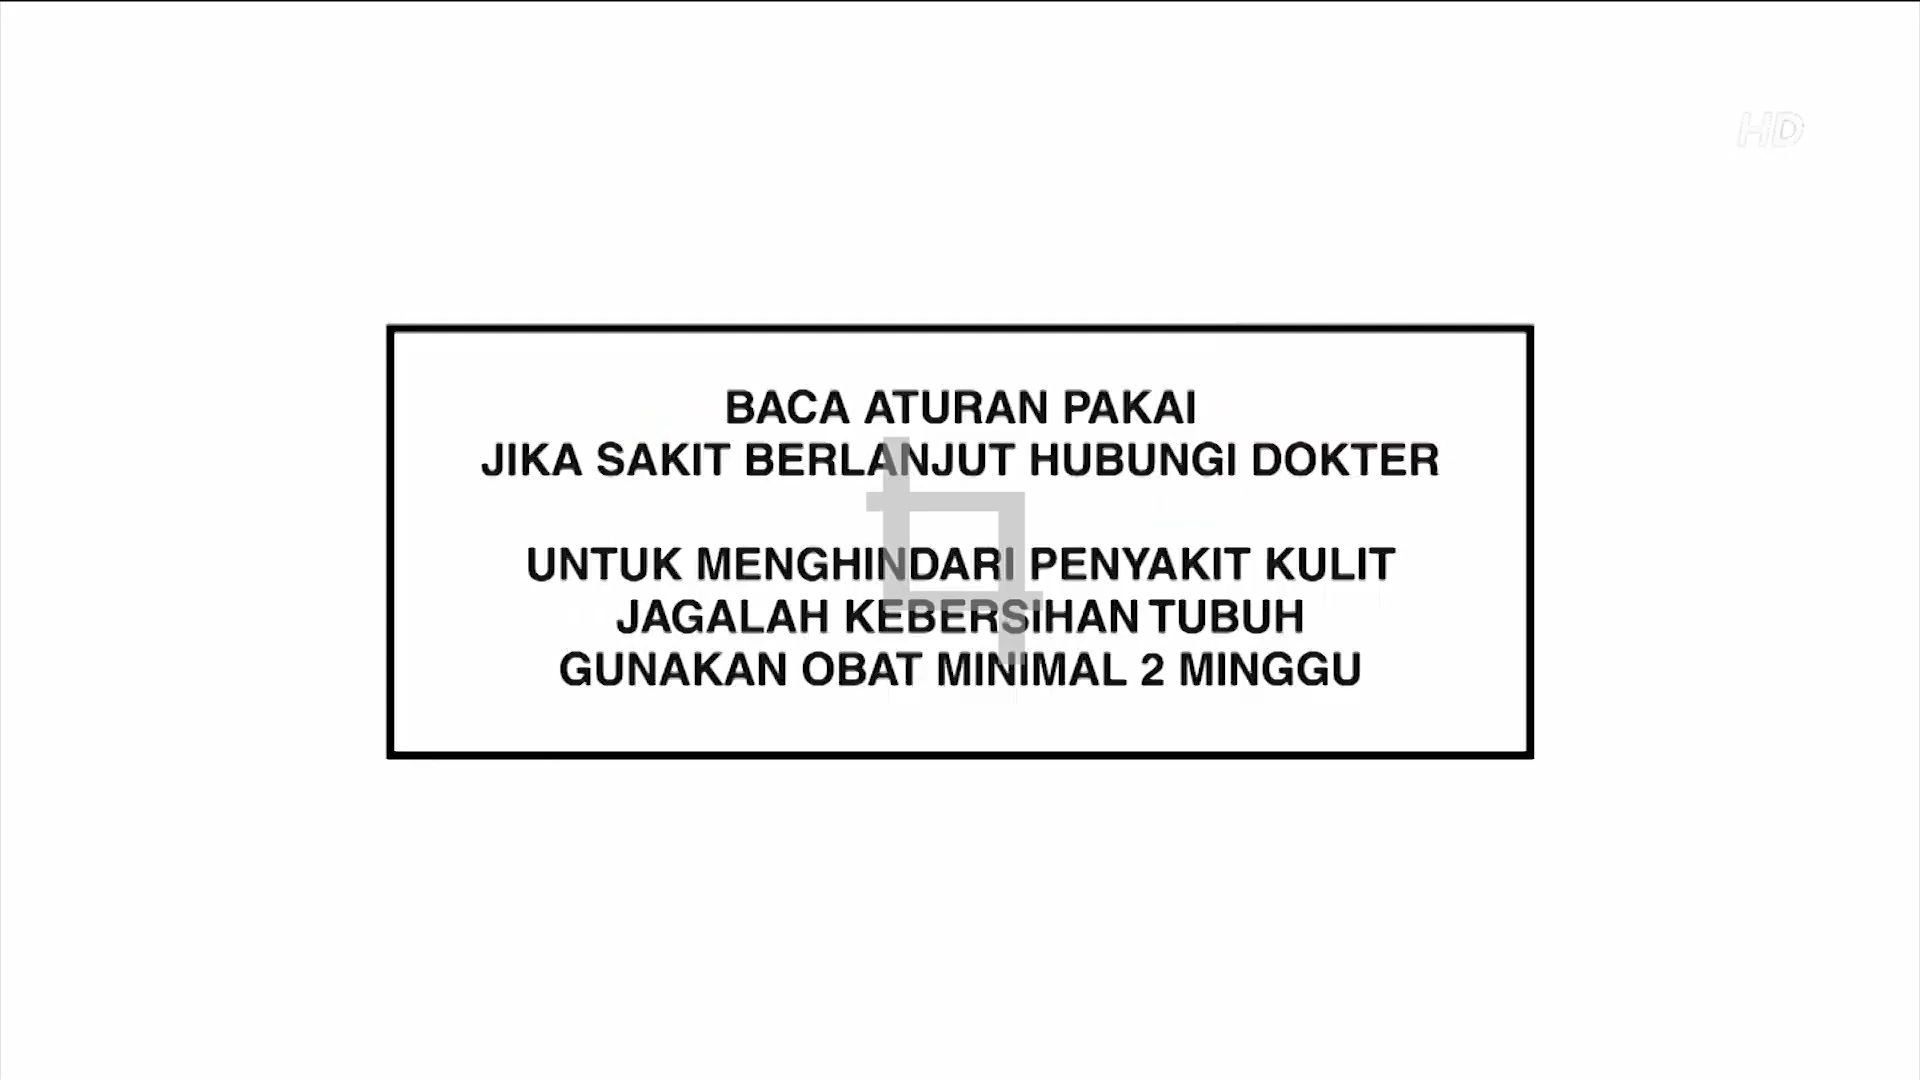 HD
BACA ATURAN PAKAI
JIKA SAKIT BERLANJUT HUBUNGI DOKTER
UNTUK MENGHINDARI PENYAKIT KULIT
JAGALAH KEBERSIHAN TUBUH
GUNAKAN OBAT MINIMAL 2 MINGGU